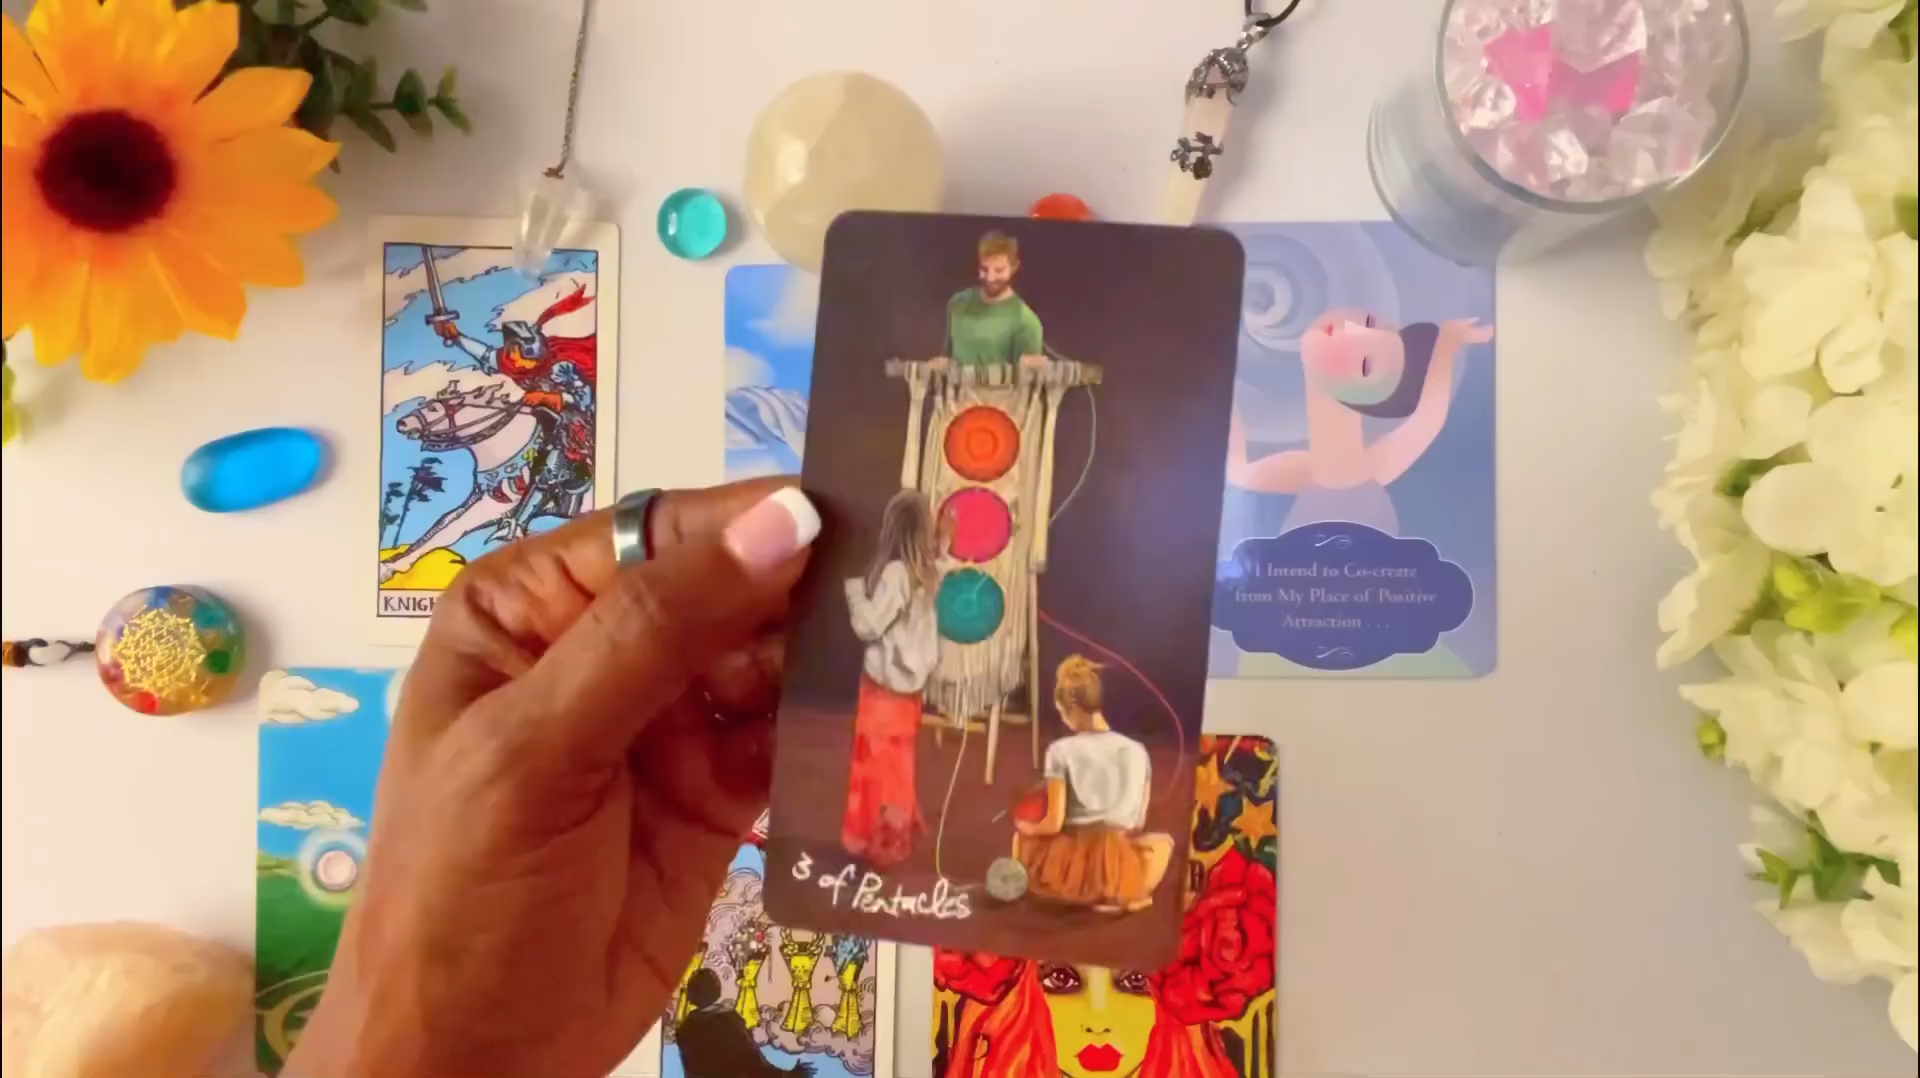 KNIGH
I Intend to Co-create
from My Place of Positive
Attraction . . .
3 of Pentacles